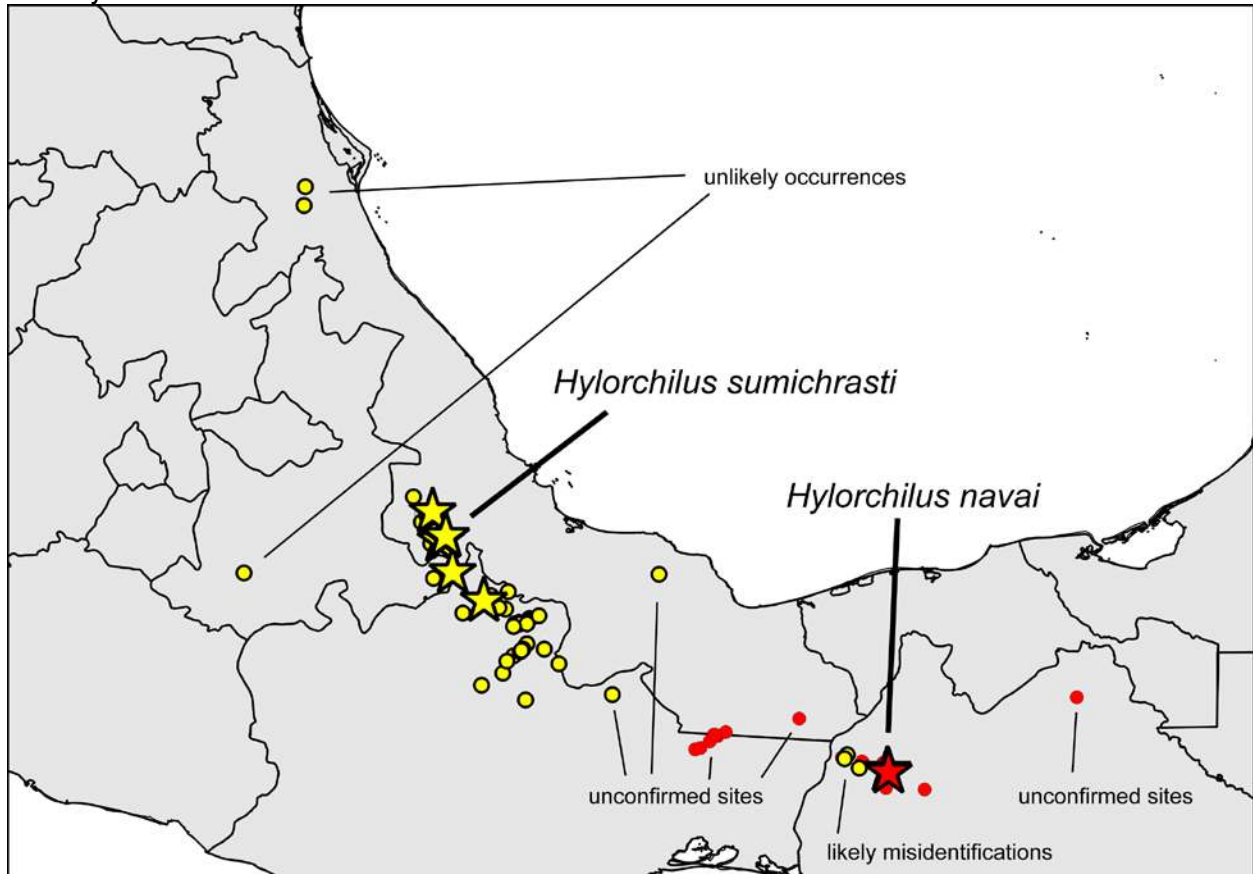 unlikely occurrences
Hylorchilus sumichrasti
Hylorchilus navai
unconfirmed sites
unconfirmed sites
likely misidentifications